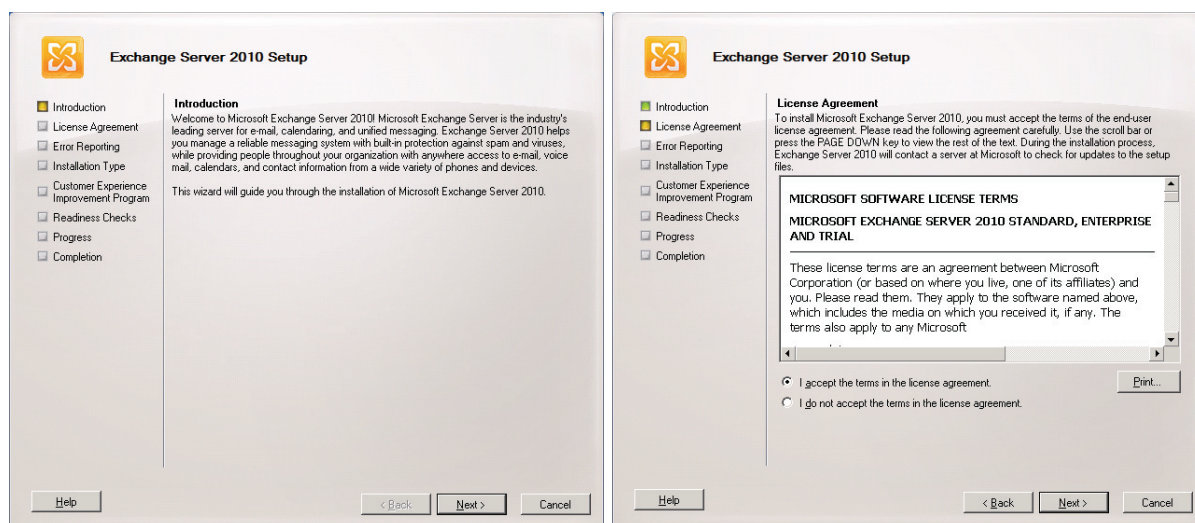 Exchange Server 2010 Setup
Introduction
License Agreement
Error Reporting
Installation Type
Customer Experience
Improvement Program
Readiness Checks
Progress
Completion
Introduction
Welcome to Microsoft Exchange Server 2010! Microsoft Exchange Server is the industry's
leading server for e-mail, calendaring, and unified messaging. Exchange Server 2010 helps
you manage a reliable messaging system with built-in protection against spam and viruses,
while providing people throughout your organization with anywhere access to e-mail, voice
mail, calendars, and contact information from a wide variety of phones and devices.
This wizard will guide you through the installation of Microsoft Exchange Server 2010.
Help
< Back
Next >
Cancel
Exchange Server 2010 Setup
Introduction
License Agreement
Error Reporting
Installation Type
Customer Experience
Improvement Program
Readiness Checks
Progress
Completion
License Agreement
To install Microsoft Exchange Server 2010, you must accept the terms of the end-user
license agreement. Please read the following agreement carefully. Use the scroll bar or
press the PAGE DOWN key to view the rest of the text. During the installation process,
Exchange Server 2010 will contact a server at Microsoft to check for updates to the setup
files.
MICROSOFT SOFTWARE LICENSE TERMS
MICROSOFT EXCHANGE SERVER 2010 STANDARD, ENTERPRISE
AND TRIAL
These license terms are an agreement between Microsoft
Corporation (or based on where you live, one of its affiliates) and
you. Please read them. They apply to the software named above,
which includes the media on which you received it, if any. The
terms also apply to any Microsoft
I accept the terms in the license agreement.
Print...
I do not accept the terms in the license agreement.
Help
< Back
Next >
Cancel